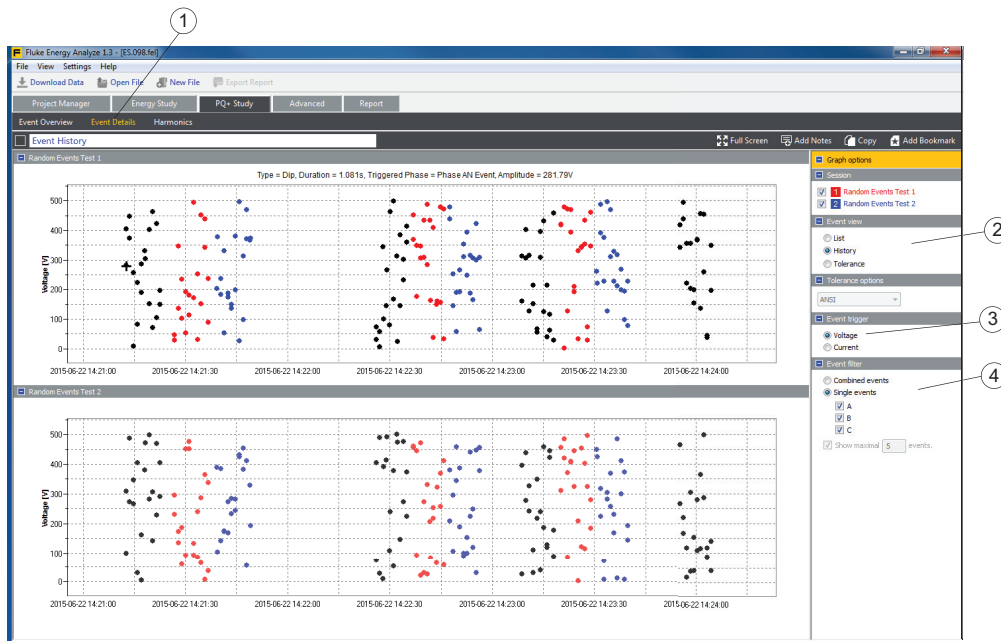 1
Fluke Energy Analyze 1.3 - [ES.098.fel]
File View Settings Help
Download Data Open File New File Export Report
Project Manager Energy Study PQ+ Study Advanced Report
Event Overview Event Details Harmonics
Event History Full Screen Add Notes Copy Add Bookmark
Random Events Test 1
Type = Dip, Duration = 1.081s, Triggered Phase = Phase AN Event, Amplitude = 281.79V
Voltage [V]
500
400
300
200
100
0
2015-06-22 14:21:00 2015-06-22 14:21:30 2015-06-22 14:22:00 2015-06-22 14:22:30 2015-06-22 14:23:00 2015-06-22 14:23:30 2015-06-22 14:24:00
Random Events Test 2
Voltage [V]
500
400
300
200
100
0
2015-06-22 14:21:00 2015-06-22 14:21:30 2015-06-22 14:22:00 2015-06-22 14:22:30 2015-06-22 14:23:00 2015-06-22 14:23:30 2015-06-22 14:24:00
Graph options
Session
1 Random Events Test 1
2 Random Events Test 2
Event view
List
History
Tolerance
2
Tolerance options
ANSI
Event trigger
Voltage
Current
3
Event filter
Combined events
Single events
A
B
C
Show maximal 5 events.
4